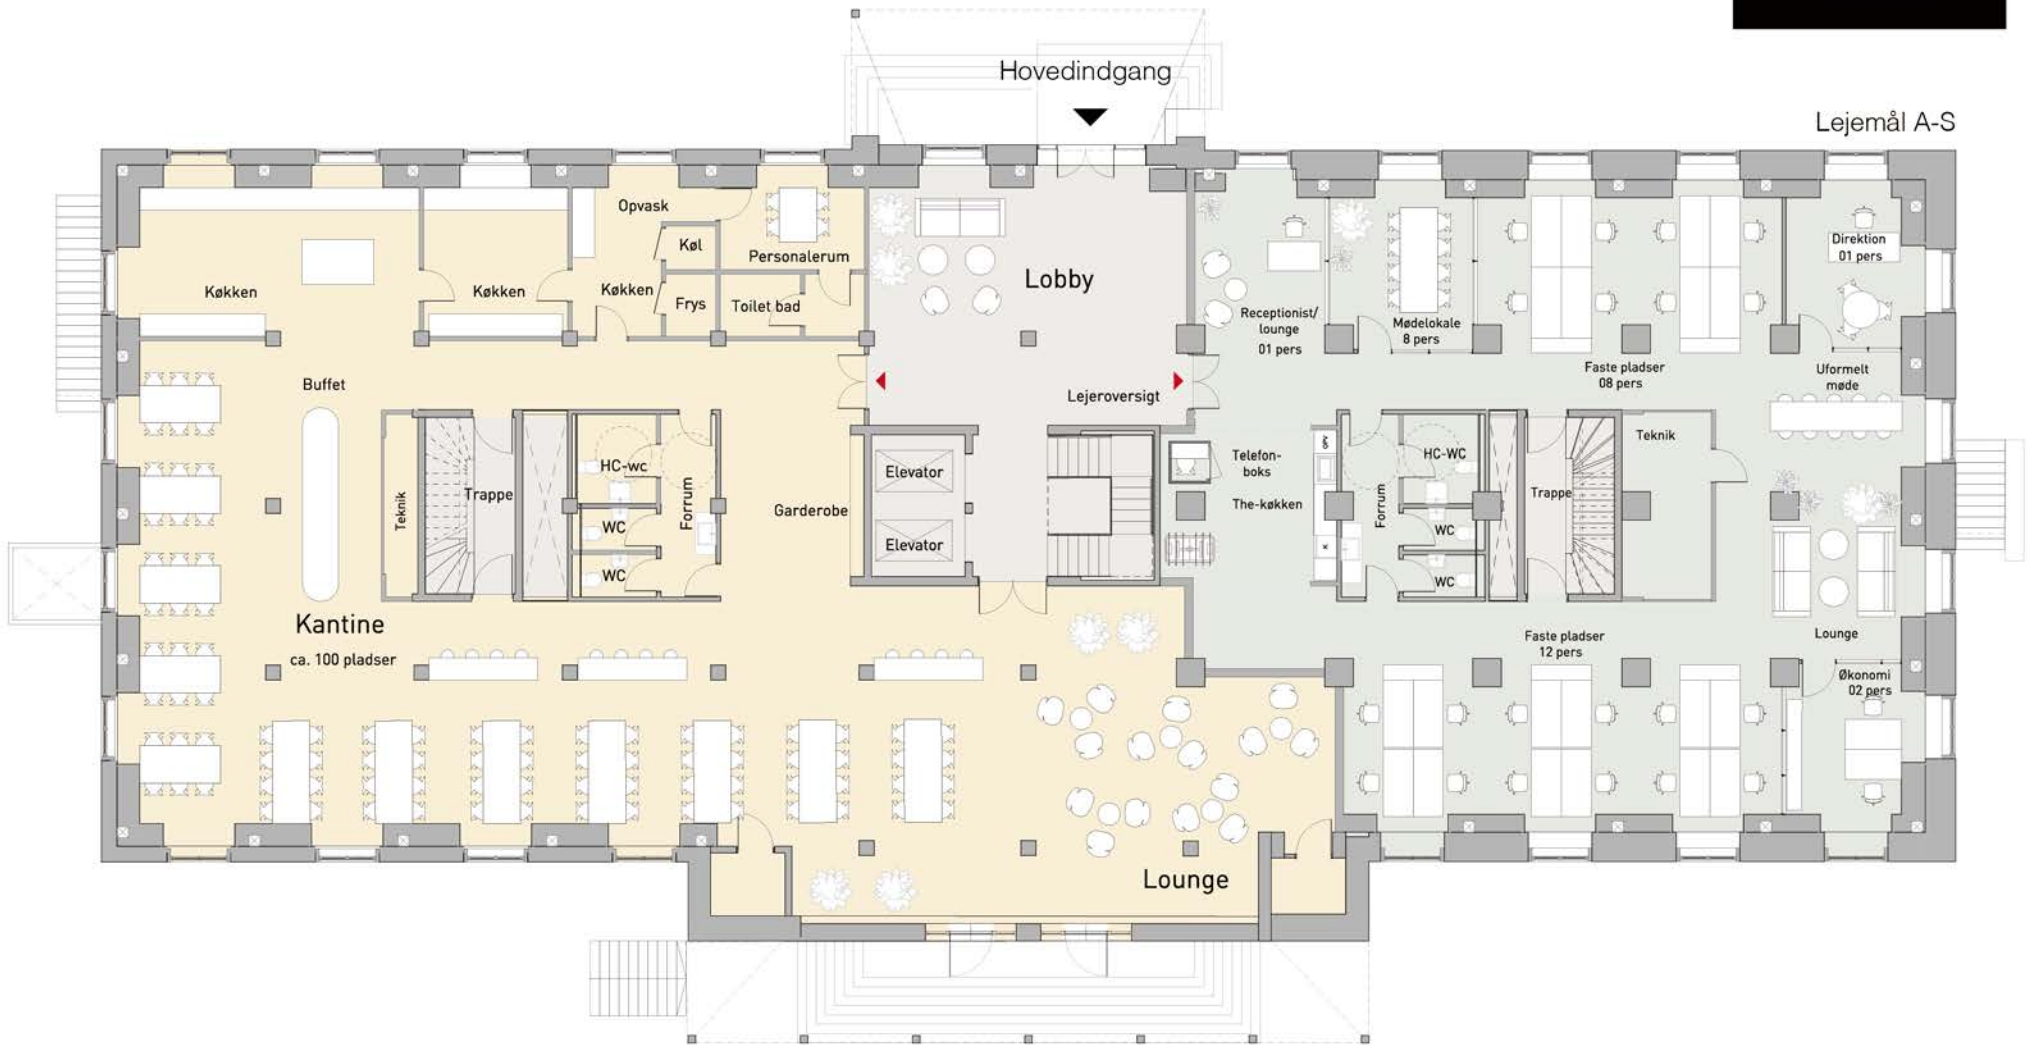 Hovedindgang
Lejemål A-S
Opvask
Køl
Personalerum
Køkken
Køkken
Køkken
Frys
Toilet bad
Lobby
Receptionist/
lounge
01 pers
Mødelokale
8 pers
Direktion
01 pers
Buffet
Lejeroversigt
Faste pladser
08 pers
Uformelt
møde
Teknik
Trappe
HC-wc
WC
WC
Forrum
Garderobe
Elevator
Elevator
Telefon-
boks
The-køkken
OPV
K
Forrum
HC-WC
WC
WC
Trappe
Teknik
Kantine
ca. 100 pladser
Faste pladser
12 pers
Lounge
Økonomi
02 pers
Lounge